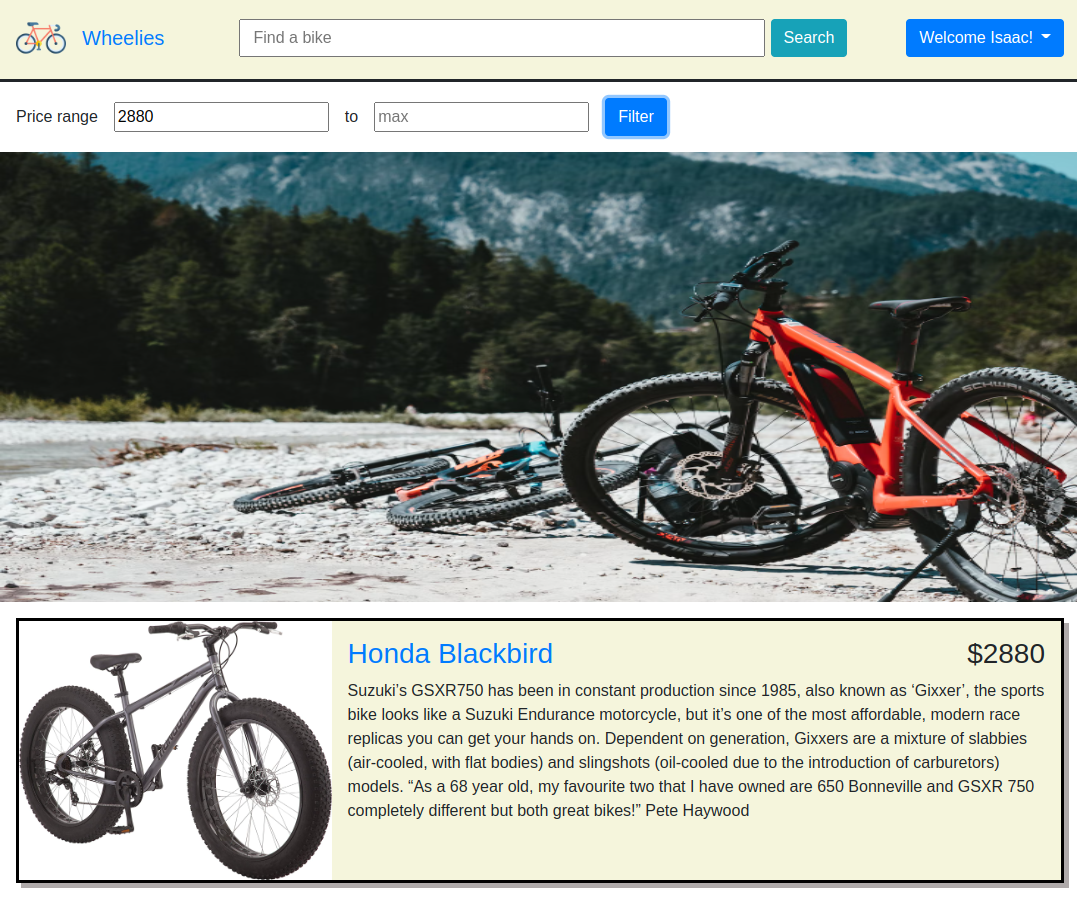 Wheelies
Find a bike
Search
Welcome Isaac!
Price range 2880 to max Filter
SCHWALBE
Honda Blackbird
$2880
Suzuki’s GSXR750 has been in constant production since 1985, also known as ‘Gixxer’, the sports
bike looks like a Suzuki Endurance motorcycle, but it’s one of the most affordable, modern race
replicas you can get your hands on. Dependent on generation, Gixxers are a mixture of slabbies
(air-cooled, with flat bodies) and slingshots (oil-cooled due to the introduction of carburetors)
models. “As a 68 year old, my favourite two that I have owned are 650 Bonneville and GSXR 750
completely different but both great bikes!” Pete Haywood